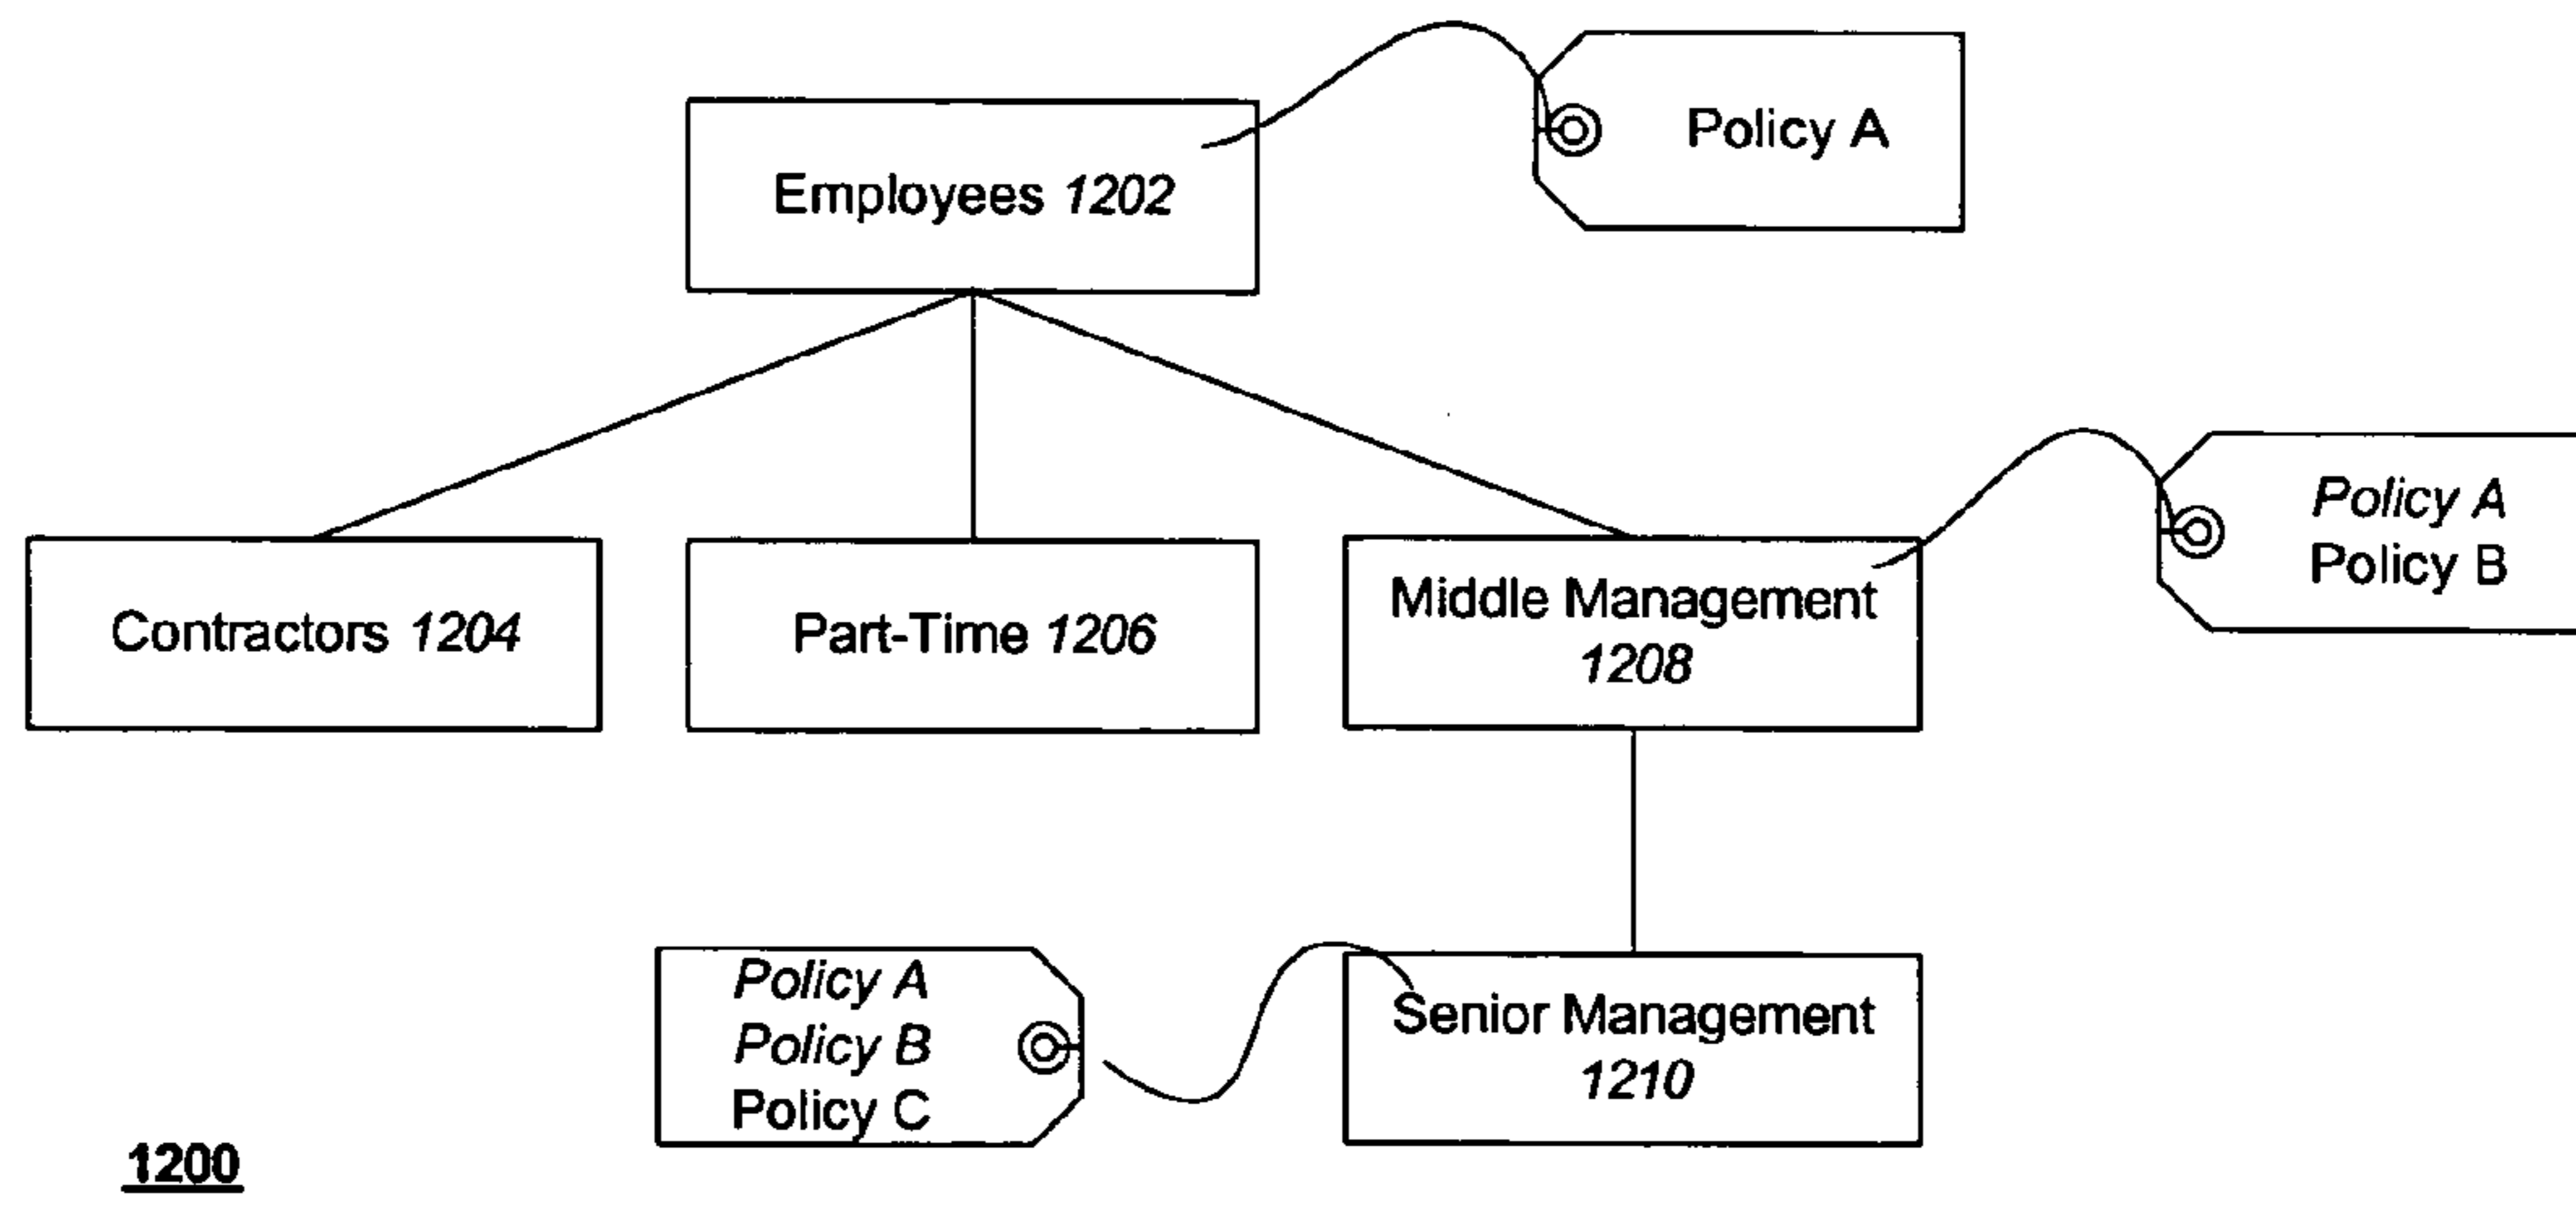 Policy A
Employees 1202
Policy A
Policy B
Contractors 1204
Part-Time 1206
Middle Management
1208
Policy A
Policy B
Policy C
Senior Management
1210
1200